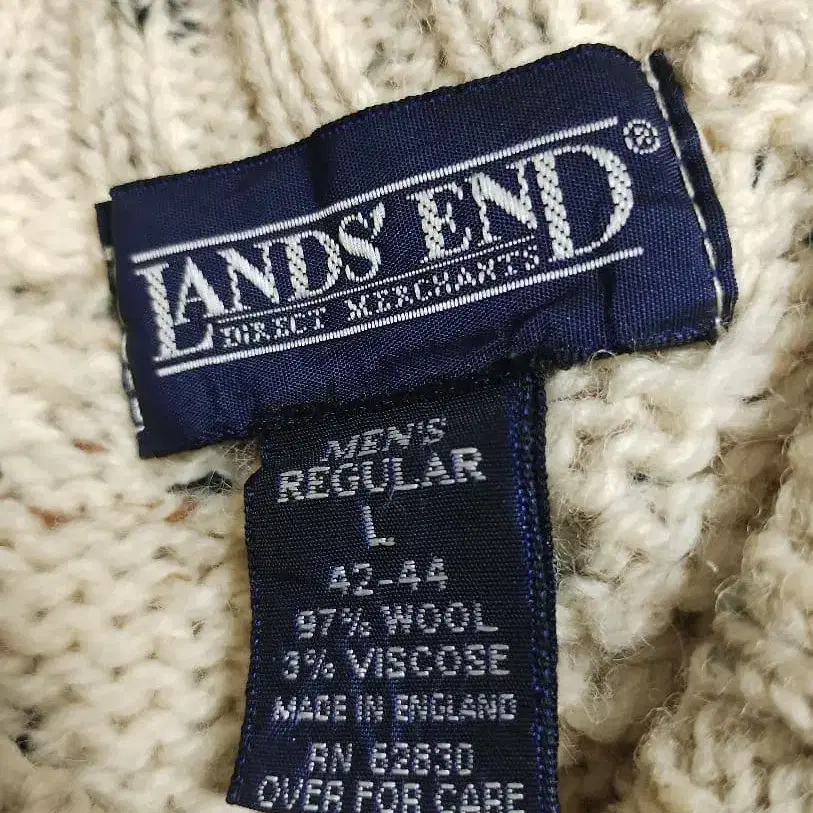 LANDS' END®
DIRECT MERCHANTS
MEN'S
REGULAR
L
42-44
97% WOOL
3% VISCOSE
MADE IN ENGLAND
RN 62830
OVER FOR CARE